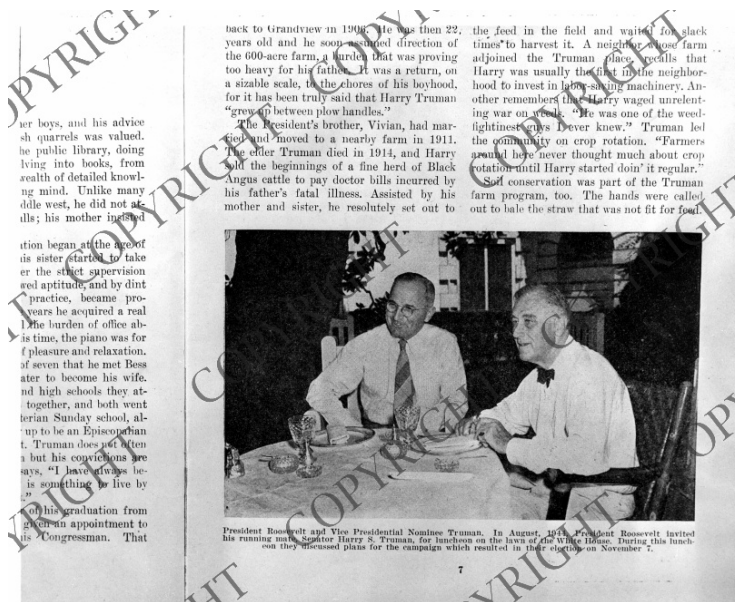 er boys, and his advice
sh quarrels was valued.
he public library, doing
lving into books, from
wealth of detailed knowl-
ng mind. Unlike many
ddle west, he did not at-
ills; his mother insisted
ation began at the age of
his sister started to take
er the strict supervision
wed aptitude, and by dint
practice, became pro-
years he acquired a real
the burden of office ab-
is time, the piano was for
f pleasure and relaxation.
of seven that he met Bess
ater to become his wife.
nd high schools they at-
together, and both went
terian Sunday school, al-
up to be an Episcopalian
t. Truman does not often
but his convictions are
says, "I have always be-
is something to live by
."
of his graduation from
given an appointment to
his Congressman. That
back to Grandview in 1906. He was then 22
years old and he soon assumed direction of
the 600-acre farm, a burden that was proving
too heavy for his father. It was a return, on
a sizable scale, to the chores of his boyhood,
for it has been truly said that Harry Truman
"grew up between plow handles."
The President's brother, Vivian, had mar-
ried and moved to a nearby farm in 1911.
The elder Truman died in 1914, and Harry
sold the beginnings of a fine herd of Black
Angus cattle to pay doctor bills incurred by
his father's fatal illness. Assisted by his
mother and sister, he resolutely set out to
the feed in the field and waited for slack
times to harvest it. A neighbor whose farm
adjoined the Truman place, recalls that
Harry was usually the first in the neighbor-
hood to invest in labor-saving machinery. An-
other remembers that Harry waged unrelent-
ing war on weeds. "He was one of the weed-
fightinest guys I ever knew." Truman led
the community on crop rotation. "Farmers
around here never thought much about crop
rotation until Harry started doin' it regular."
Soil conservation was part of the Truman
farm program, too. The hands were called
out to bale the straw that was not fit for feed.
President Roosevelt and Vice Presidential Nominee Truman. In August, 1944, President Roosevelt invited
his running mate, Senator Harry S. Truman, for luncheon on the lawn of the White House. During this lunch-
eon they discussed plans for the campaign which resulted in their election on November 7.
7
COPYRIGHT
COPYRIGHT
COPYRIGHT
COPYRIGHT
COPYRIGHT
COPYRIGHT
COPYRIGHT
COPYRIGHT
COPYRIGHT